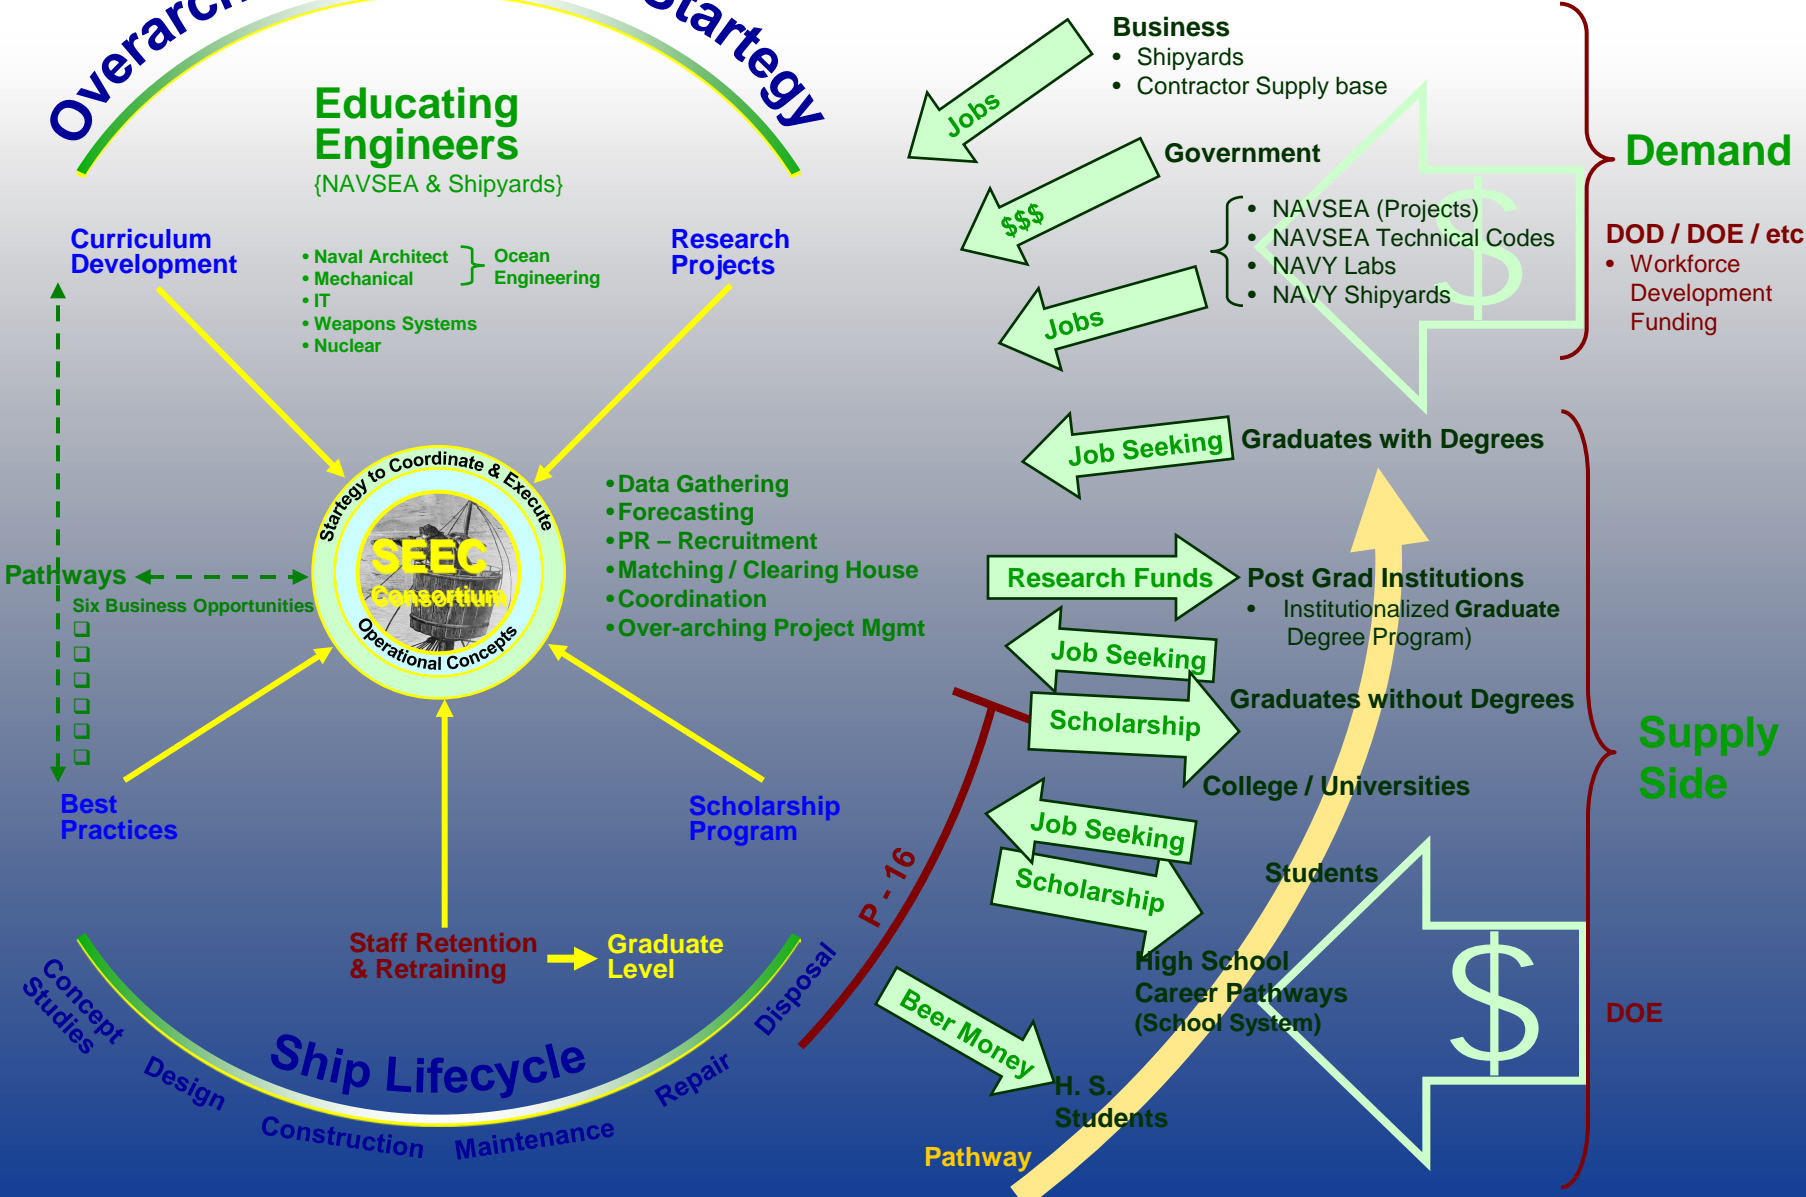 Startegy
Educating
Engineers
{NAVSEA & Shipyards}
Curriculum
Development
• Naval Architect
• Mechanical
• IT
• Weapons Systems
• Nuclear
Ocean
Engineering
Research
Projects
Startegy to Coordinate & Execute
SEEC
Consortium
Operational Concepts
• Data Gathering
• Forecasting
• PR – Recruitment
• Matching / Clearing House
• Coordination
• Over-arching Project Mgmt
Pathways
Six Business Opportunities
❑
❑
❑
❑
❑
❑
Best
Practices
Scholarship
Program
Staff Retention
& Retraining
Graduate
Level
Ship Lifecycle
Concept
Studies
Design
Construction
Maintenance
Repair
Disposal
P - 16
Jobs
$$$
Jobs
Business
• Shipyards
• Contractor Supply base
Government
• NAVSEA (Projects)
• NAVSEA Technical Codes
• NAVY Labs
• NAVY Shipyards
$
Demand
DOD / DOE / etc
• Workforce
Development
Funding
Job Seeking
Graduates with Degrees
Research Funds
Post Grad Institutions
• Institutionalized Graduate
Degree Program)
Job Seeking
Scholarship
Graduates without Degrees
College / Universities
Job Seeking
Scholarship
Students
High School
Career Pathways
(School System)
Beer Money
H. S.
Students
Pathway
Supply
Side
$
DOE